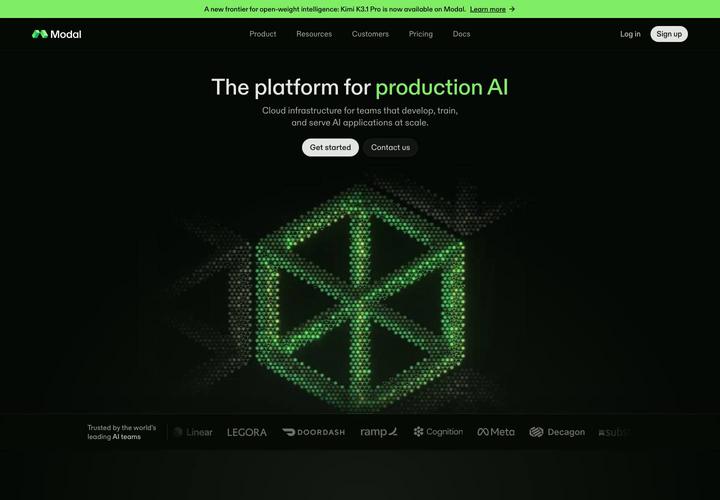 A new frontier for open-weight intelligence: Kimi K3.1 Pro is now available on Modal. Learn more →
Modal
Product Resources Customers Pricing Docs
Log in Sign up
The platform for production AI
Cloud infrastructure for teams that develop, train,
and serve AI applications at scale.
Get started Contact us
Trusted by the world's
leading AI teams
Linear LEGORA DOORDASH ramp Cognition Meta Decagon